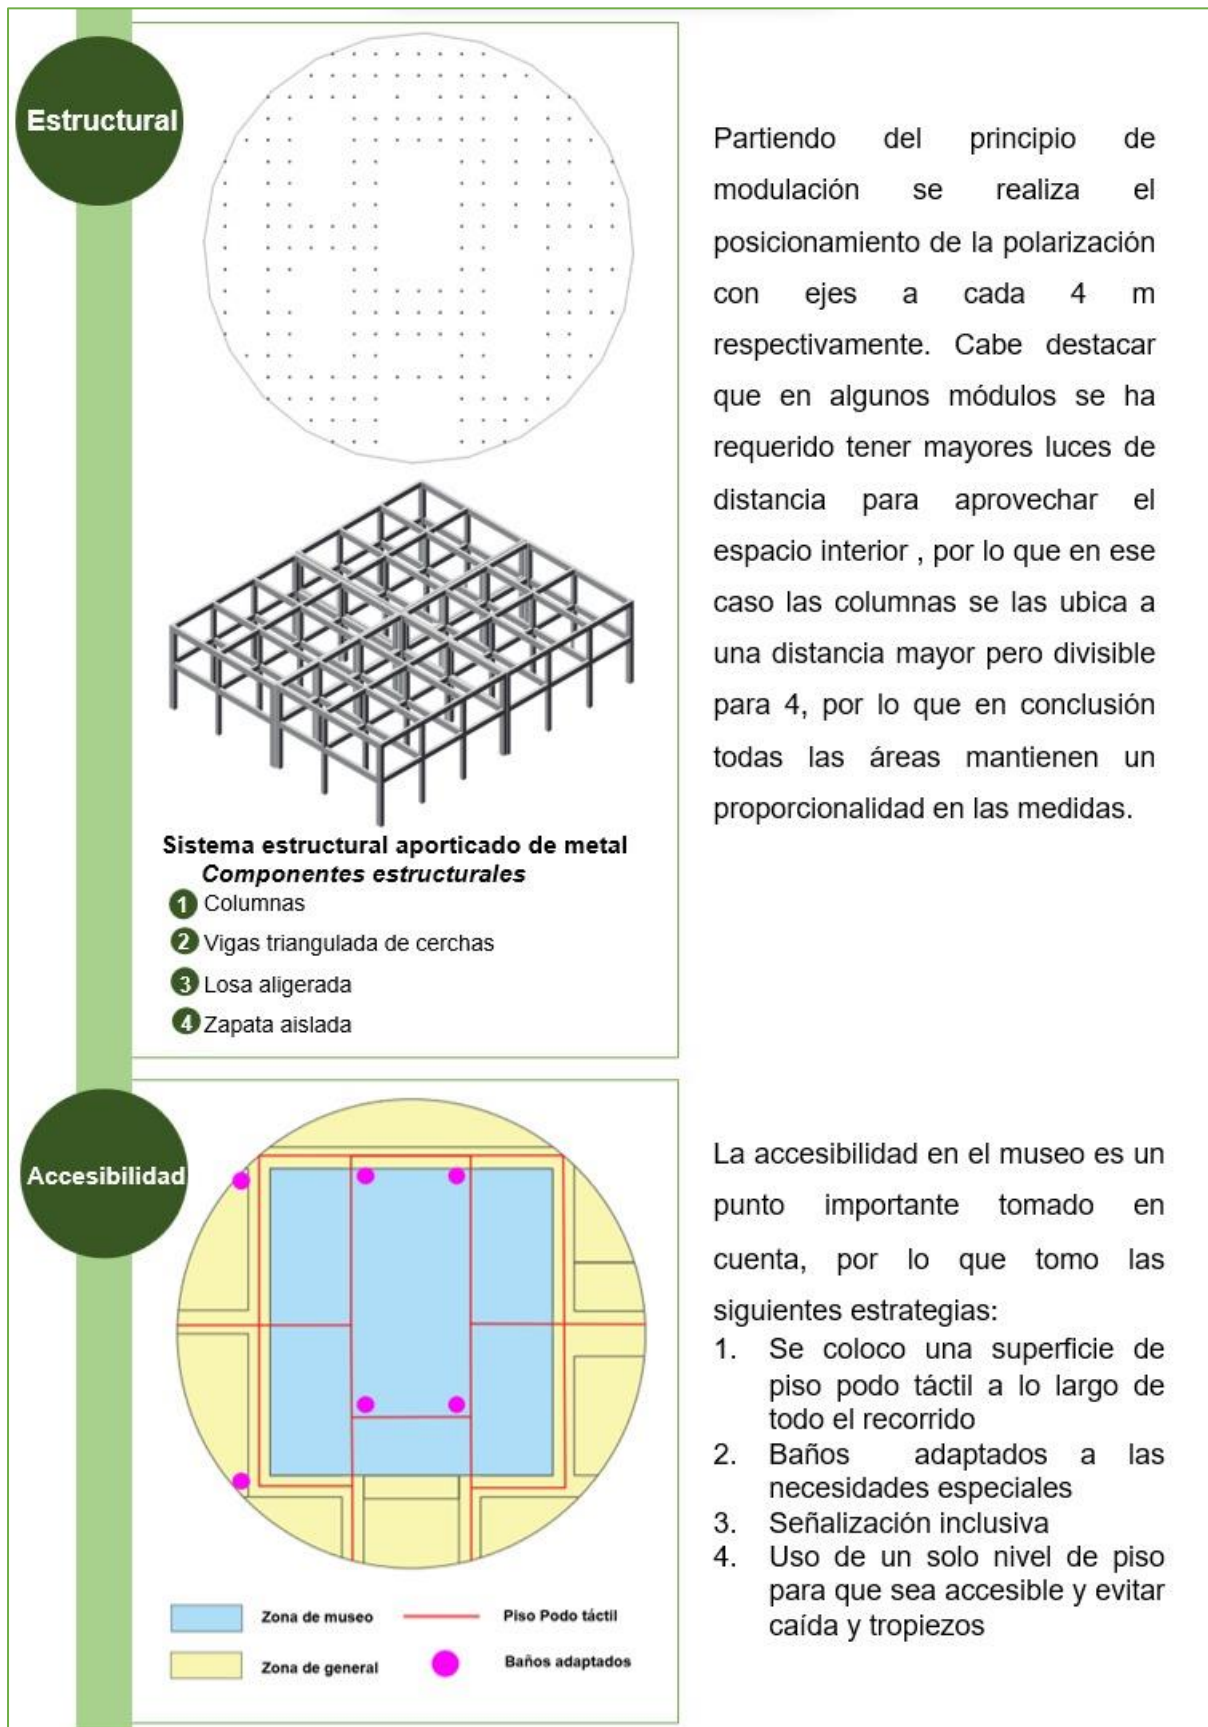 Estructural
Partiendo del principio de
modulación se realiza el
posicionamiento de la polarización
con ejes a cada 4 m
respectivamente. Cabe destacar
que en algunos módulos se ha
requerido tener mayores luces de
distancia para aprovechar el
espacio interior , por lo que en ese
caso las columnas se las ubica a
una distancia mayor pero divisible
para 4, por lo que en conclusión
todas las áreas mantienen un
proporcionalidad en las medidas.
Sistema estructural aporticado de metal
Componentes estructurales
1 Columnas
2 Vigas triangulada de cerchas
3 Losa aligerada
4 Zapata aislada
Accesibilidad
La accesibilidad en el museo es un
punto importante tomado en
cuenta, por lo que tomo las
siguientes estrategias:
1. Se coloco una superficie de
piso podo táctil a lo largo de
todo el recorrido
2. Baños adaptados a las
necesidades especiales
3. Señalización inclusiva
4. Uso de un solo nivel de piso
para que sea accesible y evitar
caída y tropiezos
Zona de museo
Piso Podo táctil
Zona de general
Baños adaptados